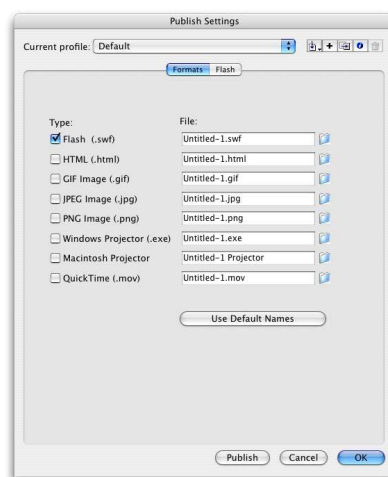 Publish Settings
Current profile: Default
Formats Flash
Type: File:
Flash (.swf) Untitled-1.swf
HTML (.html) Untitled-1.html
GIF Image (.gif) Untitled-1.gif
JPEG Image (.jpg) Untitled-1.jpg
PNG Image (.png) Untitled-1.png
Windows Projector (.exe) Untitled-1.exe
Macintosh Projector Untitled-1 Projector
QuickTime (.mov) Untitled-1.mov
Use Default Names
Publish Cancel OK